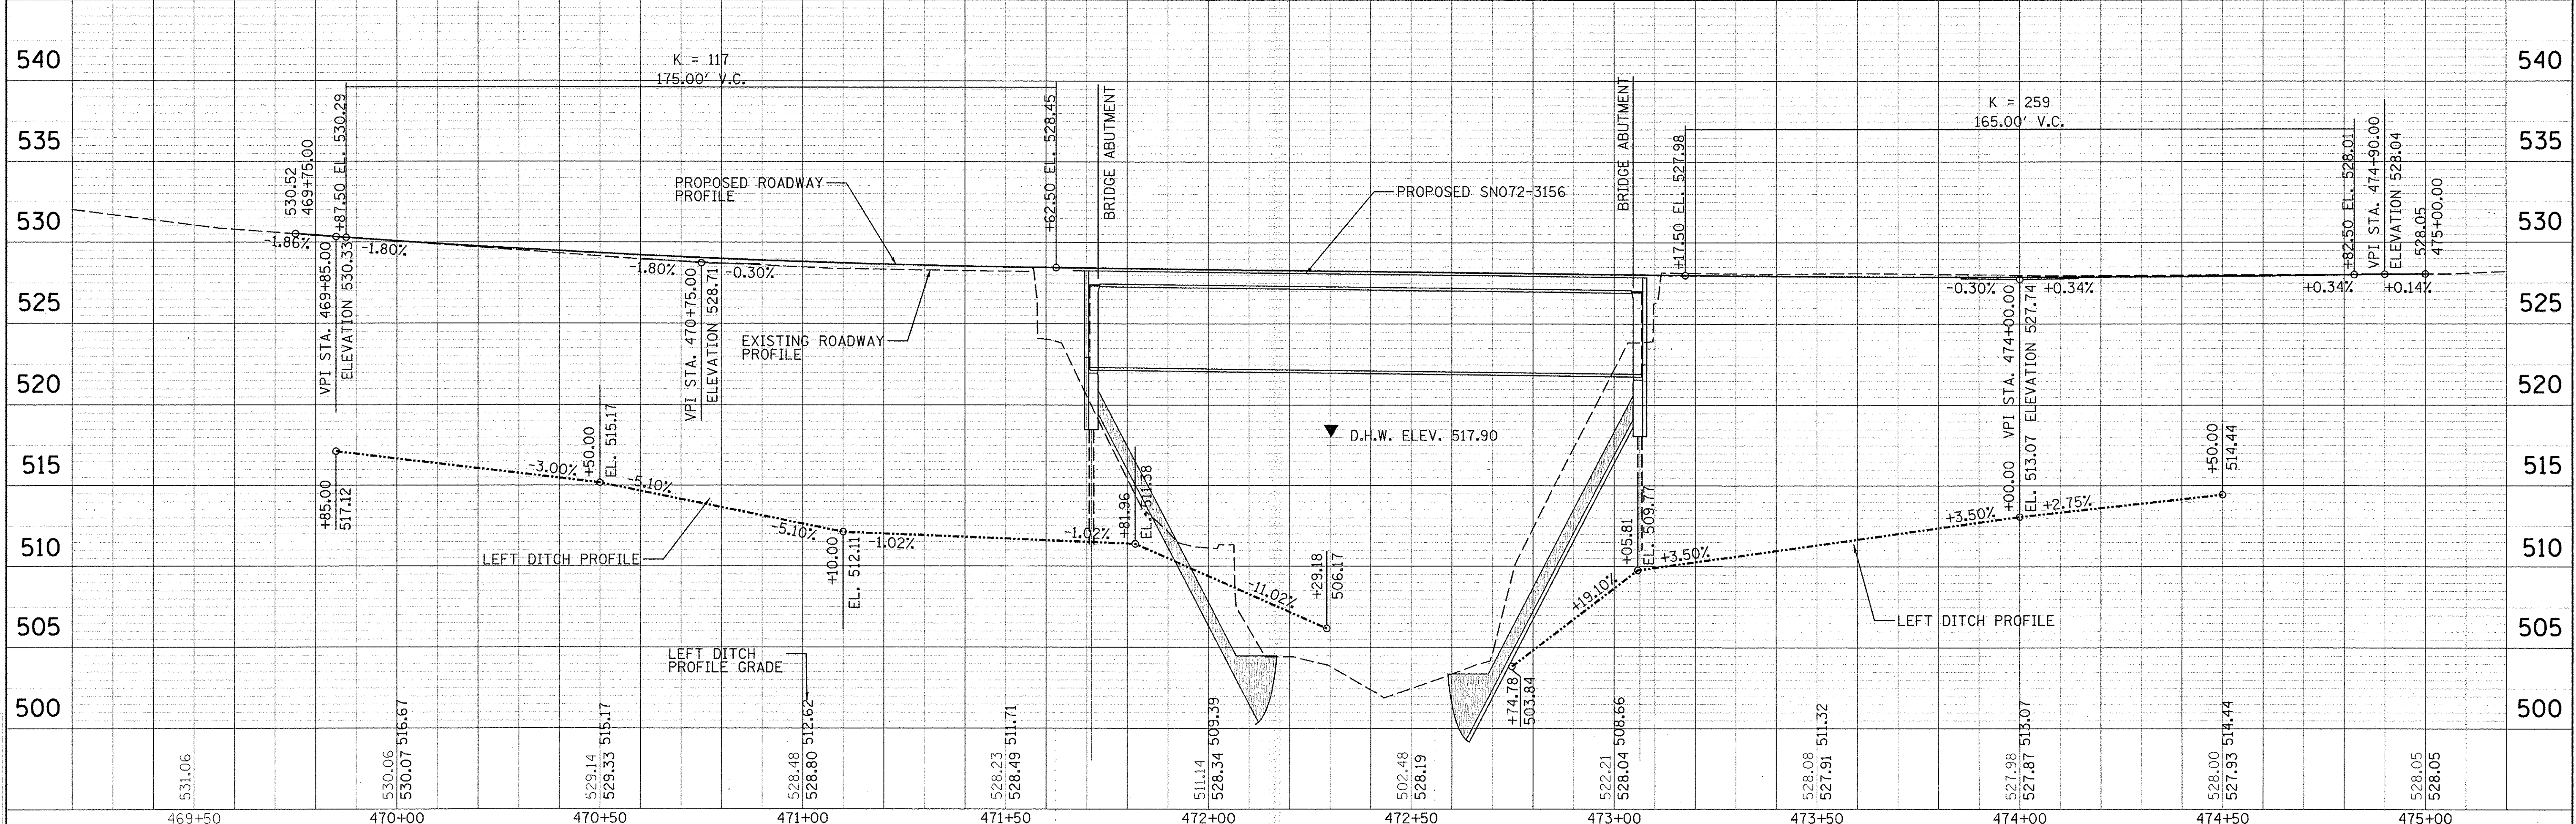 540
535
530
525
520
515
510
505
500
540
535
530
525
520
515
510
505
500
K = 117
175.00' V.C.
530.52
469+75.00
+87.50 EL. 530.29
-1.86%
-1.80%
VPI STA. 469+85.00
ELEVATION 530.33
PROPOSED ROADWAY
PROFILE
-1.80%
-0.30%
VPI STA. 470+75.00
ELEVATION 528.71
EXISTING ROADWAY
PROFILE
+62.50 EL. 528.45
BRIDGE ABUTMENT
PROPOSED SN072-3156
BRIDGE ABUTMENT
K = 259
165.00' V.C.
+17.50 EL. 527.98
-0.30%
+0.34%
+00.00 VPI STA. 474+00.00
EL. 513.07 ELEVATION 527.74
+82.50 EL. 528.01
VPI STA. 474+90.00
ELEVATION 528.04
528.05
475+00.00
+0.34%
+0.14%
D.H.W. ELEV. 517.90
+85.00
517.12
-3.00%
+50.00
EL. 515.17
-5.10%
LEFT DITCH PROFILE
-5.10%
-1.02%
+10.00
EL. 512.11
-1.02%
+81.96
EL. 511.38
-11.02%
+29.18
506.17
+19.10%
+74.78
503.84
+05.81
EL. 509.77
+3.50%
+3.50%
+2.75%
+50.00
514.44
LEFT DITCH PROFILE
LEFT DITCH
PROFILE GRADE
531.06
530.06
530.07 516.67
529.14
529.33 515.17
528.48
528.80 512.62
528.23
528.49 511.71
511.14
528.34 509.39
502.48
528.19
522.21
528.04 508.66
528.08
527.91 511.32
527.98
527.87 513.07
528.00
527.93 514.44
528.05
528.05
469+50 470+00 470+50 471+00 471+50 472+00 472+50 473+00 473+50 474+00 474+50 475+00